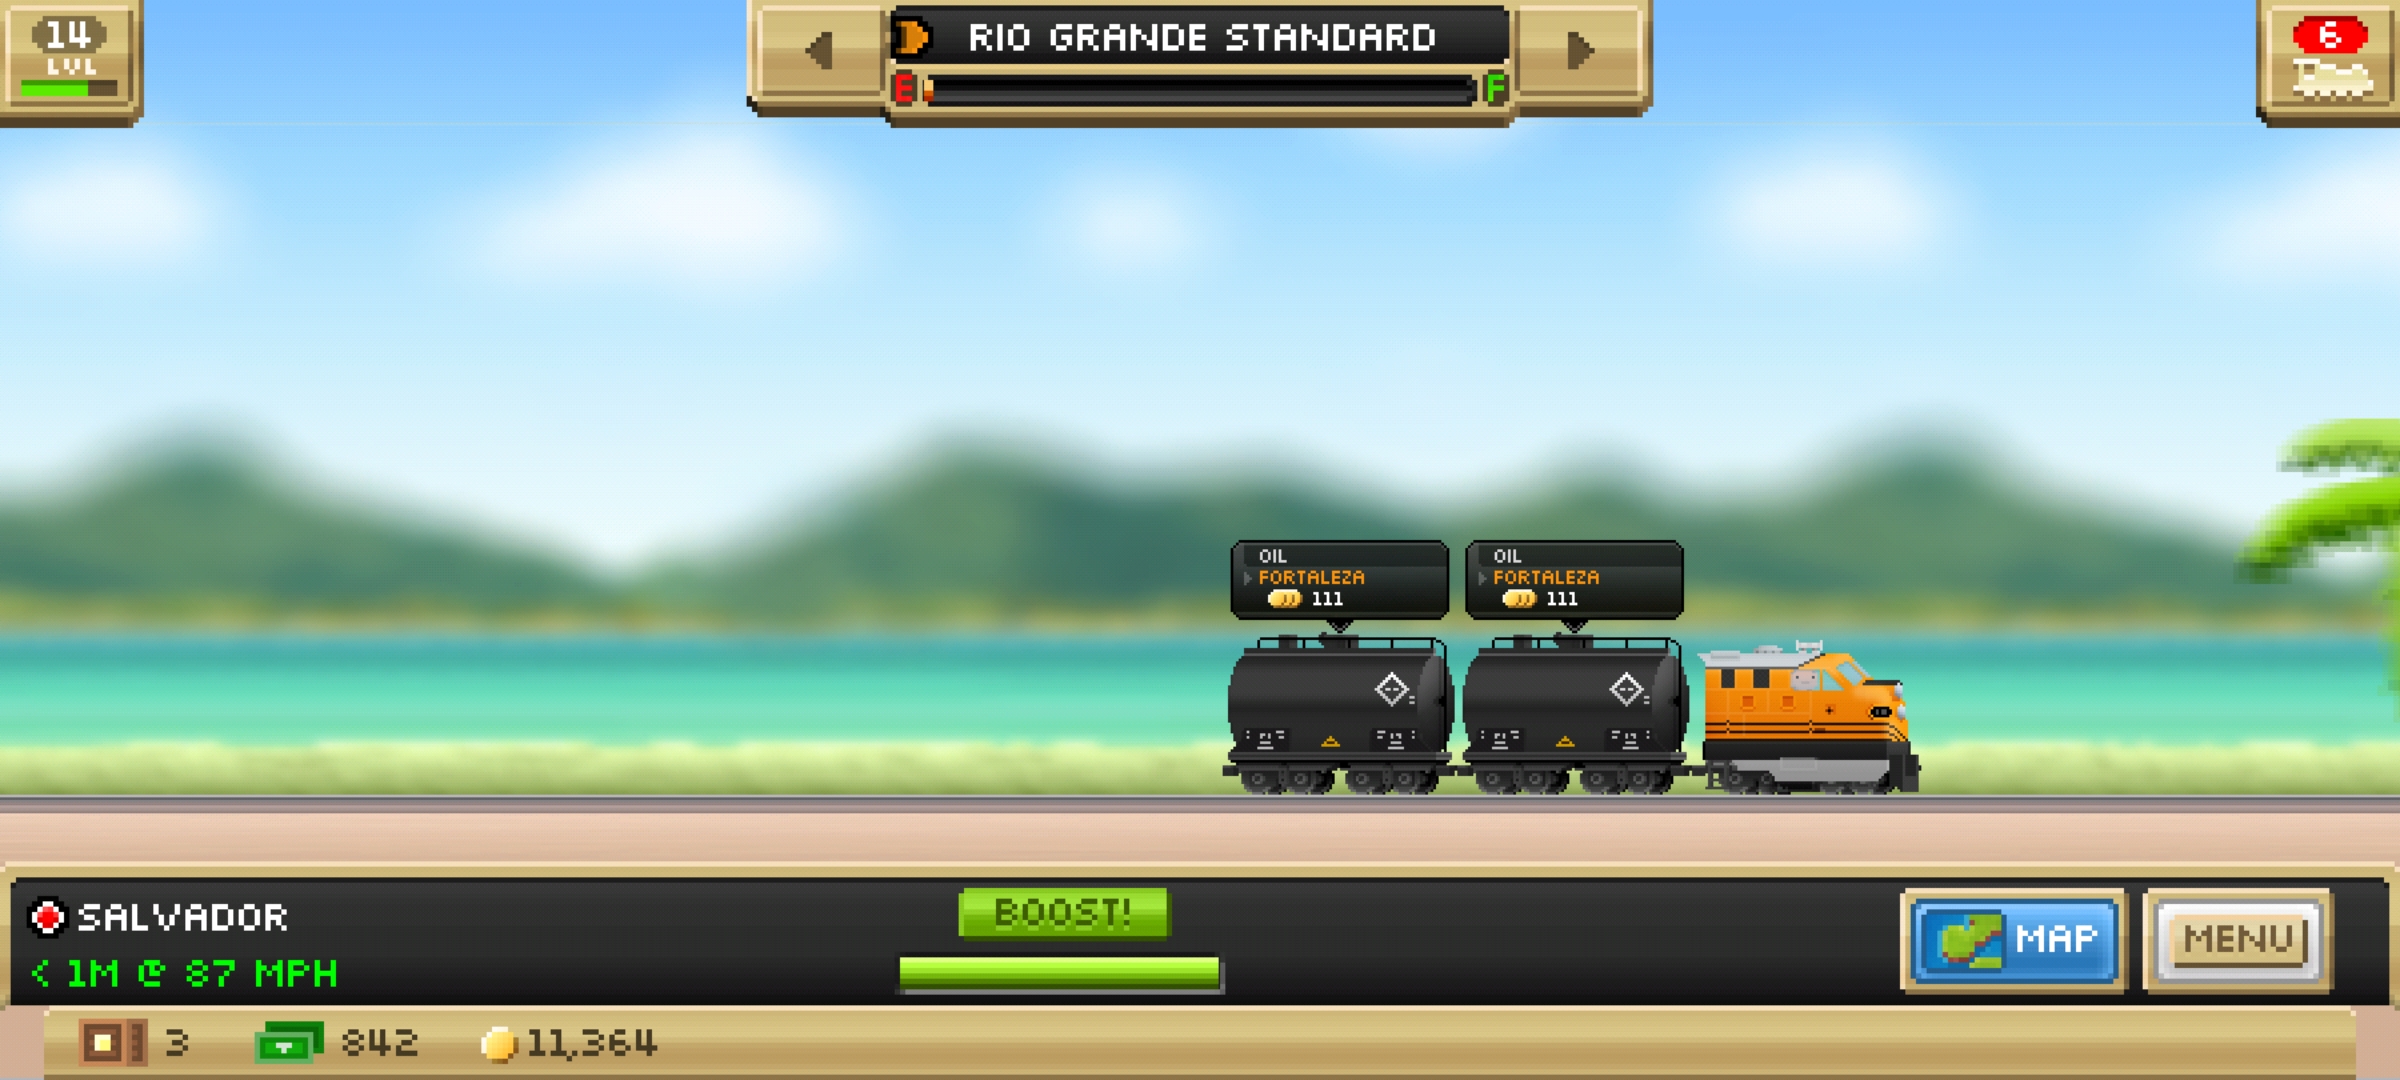 14
LVL
RIO GRANDE STANDARD
E F
6
OIL
FORTALEZA
111
OIL
FORTALEZA
111
SALVADOR
< 1M @ 87 MPH
BOOST!
MAP
MENU
3 842 11,364